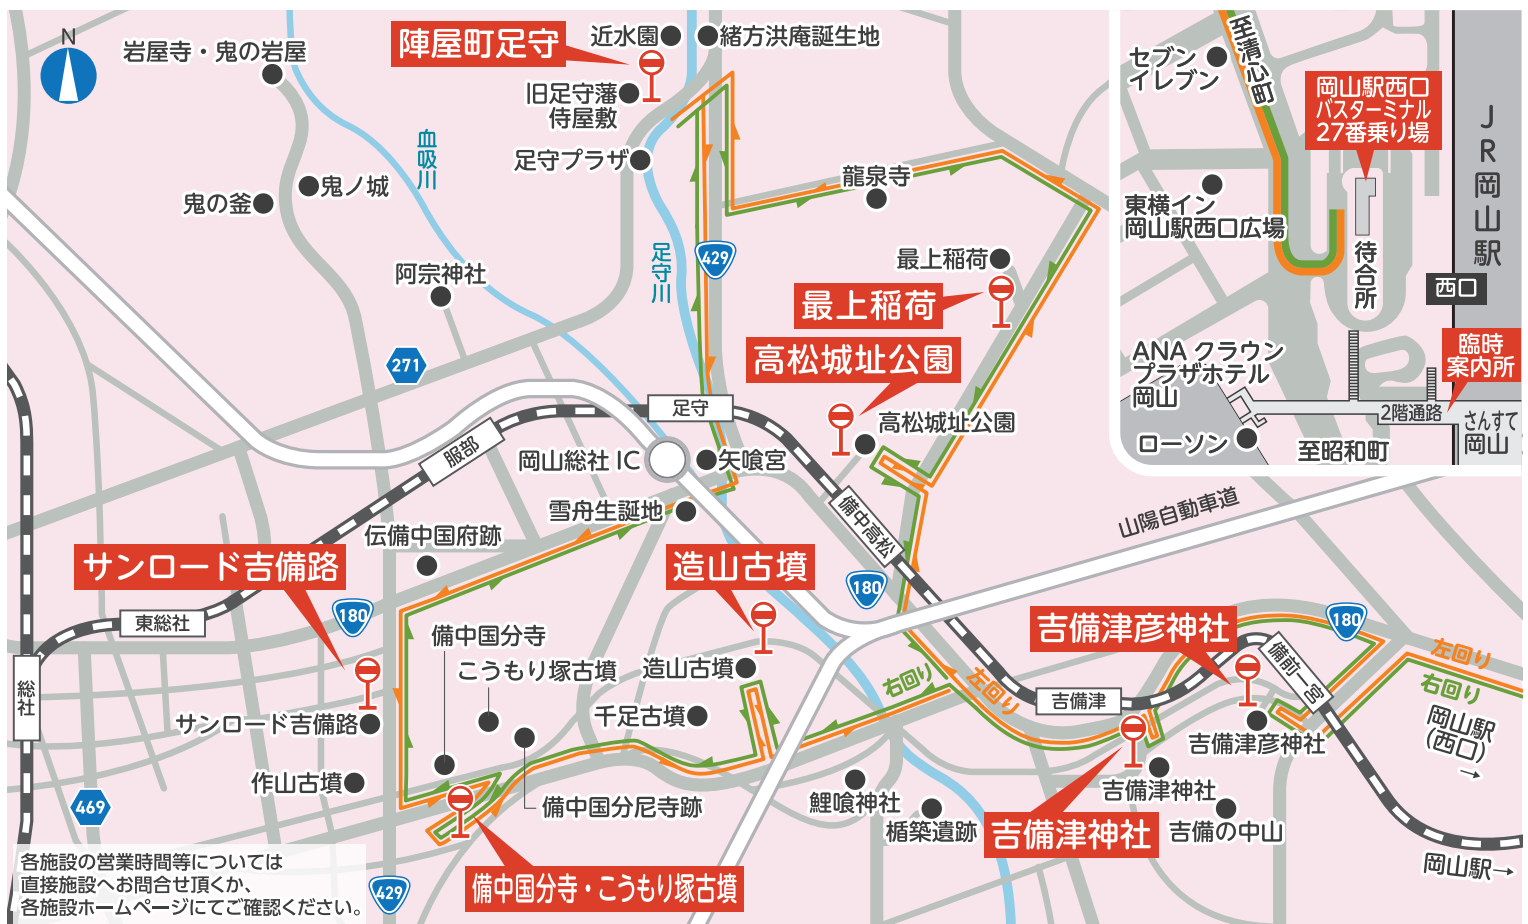 N
岩屋寺・鬼の岩屋
陣屋町足守
近水園
緒方洪庵誕生地
旧足守藩
侍屋敷
足守プラザ
血吸川
鬼ノ城
鬼の釜
龍泉寺
足守川
429
阿宗神社
最上稲荷
最上稲荷
高松城址公園
271
足守
高松城址公園
服部
岡山総社 IC
矢喰宮
備中高松
雪舟生誕地
山陽自動車道
伝備中国府跡
サンロード吉備路
造山古墳
180
180
東総社
備中国分寺
こうもり塚古墳
造山古墳
吉備津彦神社
180
備前一宮
左回り
右回り
右回り
左回り
総社
吉備津
サンロード吉備路
千足古墳
岡山駅
(西口)
→
吉備津彦神社
作山古墳
469
備中国分尼寺跡
鯉喰神社
楯築遺跡
吉備津神社
吉備津神社
吉備の中山
岡山駅→
備中国分寺・こうもり塚古墳
429
各施設の営業時間等については
直接施設へお問合せ頂くか、
各施設ホームページにてご確認ください。
至清心町
セブン
イレブン
岡山駅西口
バスターミナル
27番乗り場
JR岡山駅
東横イン
岡山駅西口広場
待合所
西口
臨時
案内所
ANA クラウン
プラザホテル
岡山
2階通路
さんすて
岡山
ローソン
至昭和町